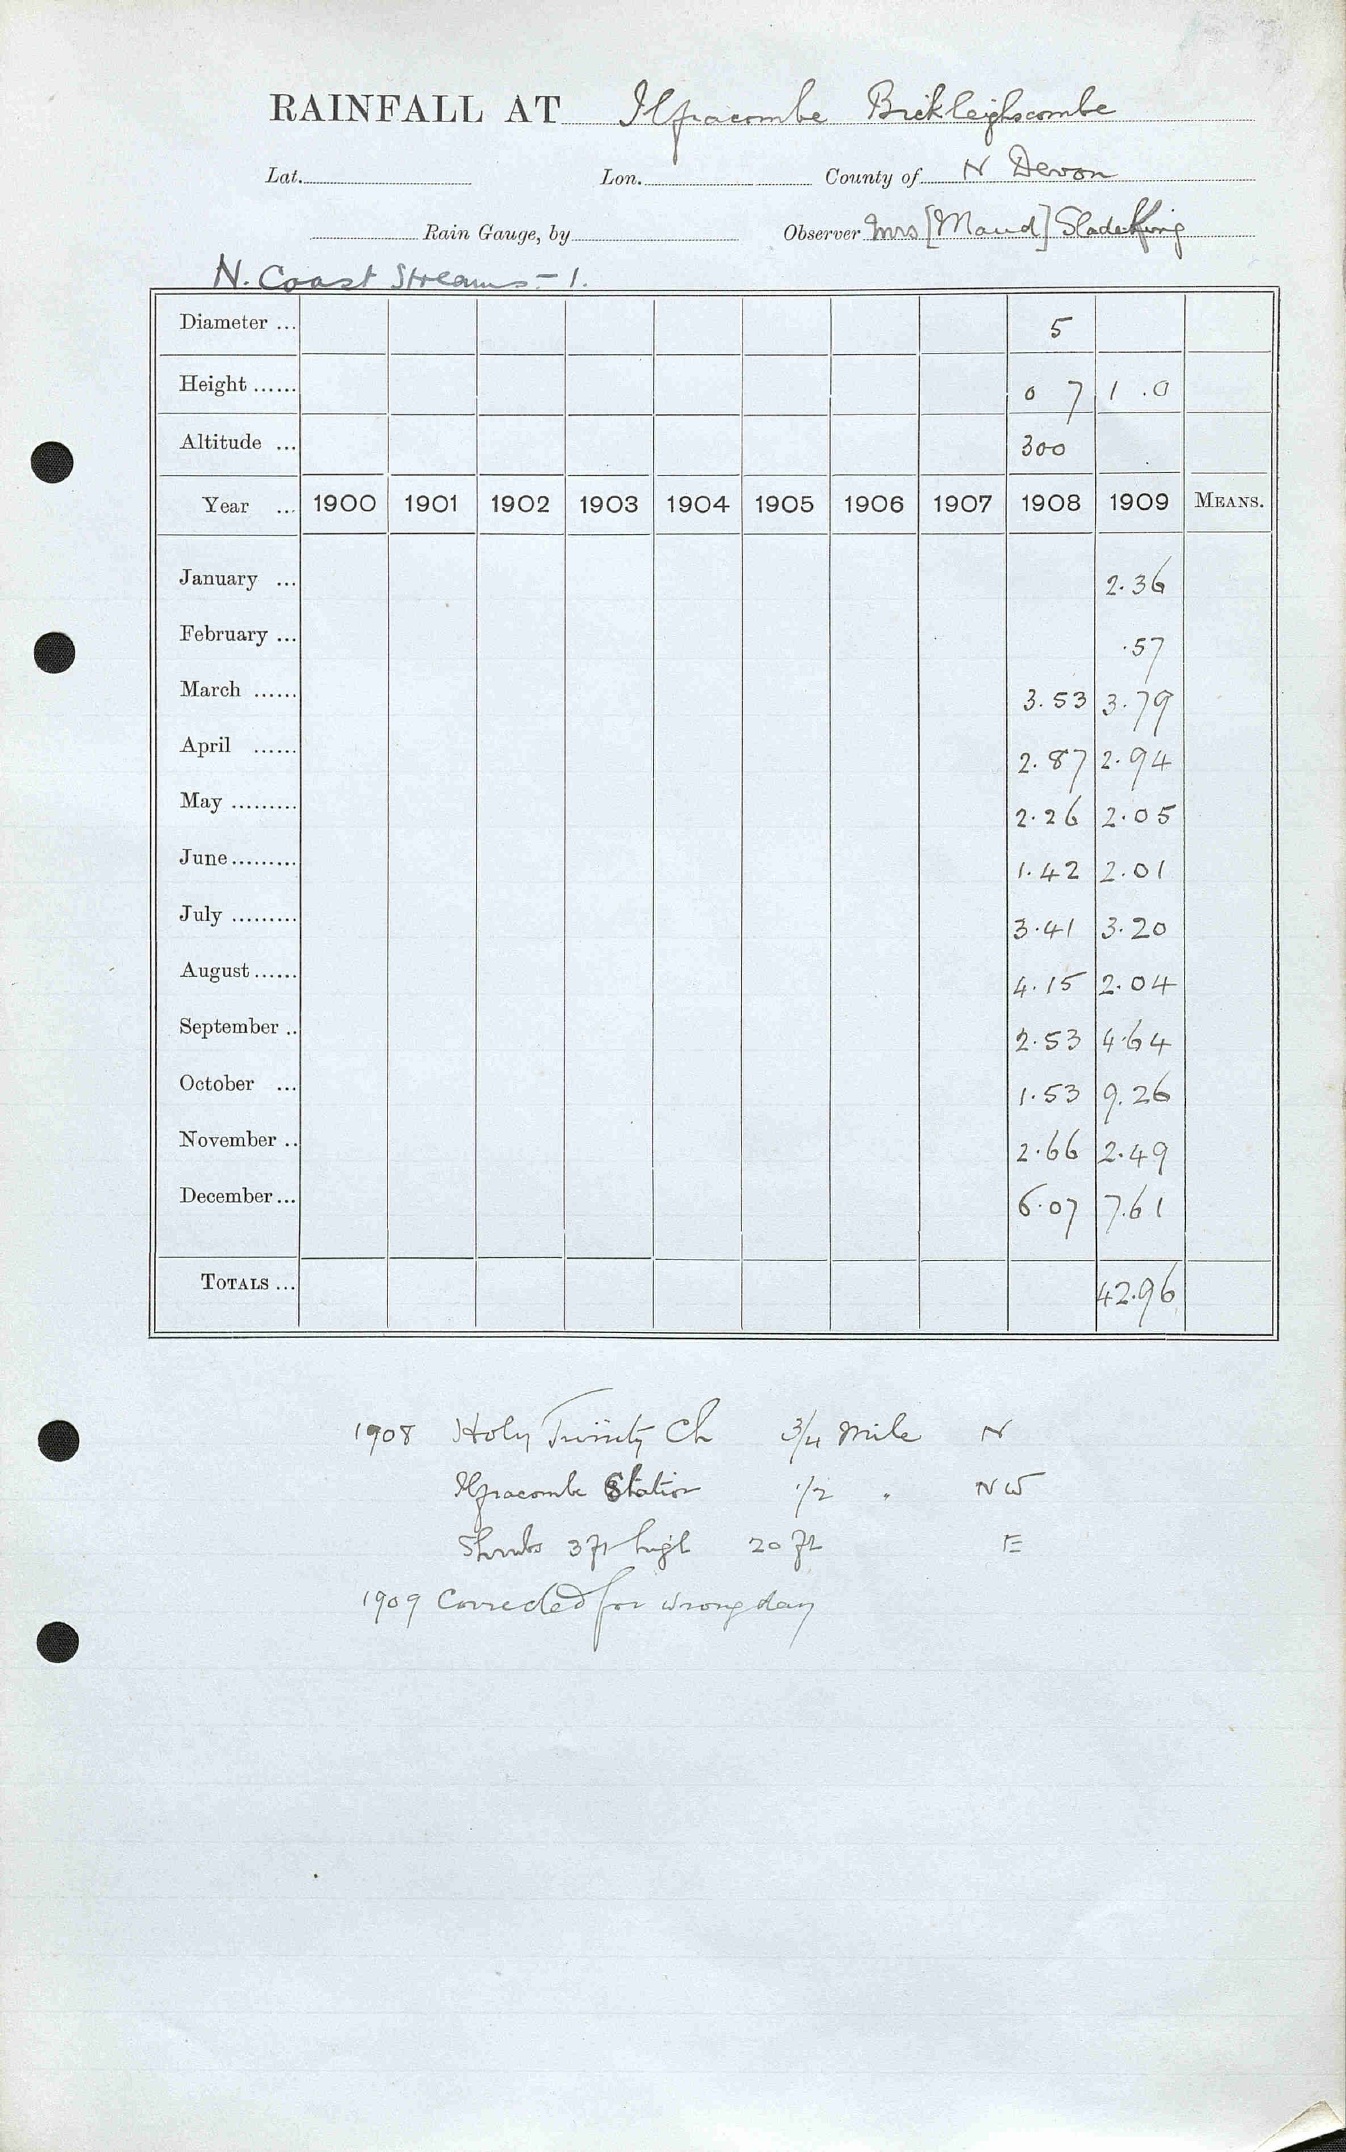 RAINFALL AT Ilfracombe Bickleighscombe
Lat. Lon. County of N Devon
Rain Gauge, by Observer Mrs [Maud] Slade King
N. Coast Streams - 1.
Diameter ... 5
Height ...... 0 7 1 .0
Altitude ... 300
Year ... 1900 1901 1902 1903 1904 1905 1906 1907 1908 1909 MEANS.
January ... 2.36
February ... .57
March ...... 3.53 3.79
April ...... 2.87 2.94
May ......... 2.26 2.05
June ......... 1.42 2.01
July ......... 3.41 3.20
August ...... 4.15 2.04
September .. 2.53 4.64
October ... 1.53 9.26
November .. 2.66 2.49
December ... 6.07 7.61
TOTALS ... 42.96
1908 Holy Trinity Ch 3/4 mile N
Ilfracombe Station 1/2 " NW
Shrubs 3 ft high 20 ft E
1909 Corrected for wrong day